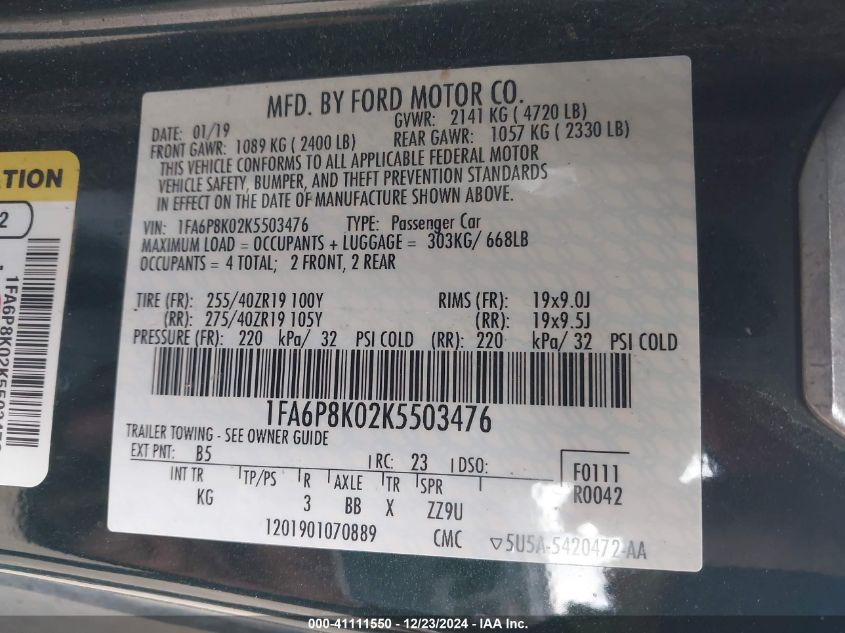 MFD. BY FORD MOTOR CO.
DATE: 01/19 GVWR: 2141 KG ( 4720 LB)
FRONT GAWR: 1089 KG ( 2400 LB) REAR GAWR: 1057 KG ( 2330 LB)
THIS VEHICLE CONFORMS TO ALL APPLICABLE FEDERAL MOTOR
VEHICLE SAFETY, BUMPER, AND THEFT PREVENTION STANDARDS
IN EFFECT ON THE DATE OF MANUFACTURE SHOWN ABOVE.
VIN: 1FA6P8K02K5503476 TYPE: Passenger Car
MAXIMUM LOAD = OCCUPANTS + LUGGAGE = 303KG/ 668LB
OCCUPANTS = 4 TOTAL; 2 FRONT, 2 REAR
TIRE (FR): 255/40ZR19 100Y RIMS (FR): 19x9.0J
(RR): 275/40ZR19 105Y (RR): 19x9.5J
PRESSURE (FR): 220 kPa/ 32 PSI COLD (RR): 220 kPa/ 32 PSI COLD
1FA6P8K02K5503476
TRAILER TOWING - SEE OWNER GUIDE
EXT PNT: B5 RC: 23 DSO:
INT TR TP/PS R AXLE TR SPR
KG 3 BB X ZZ9U
F0111
R0042
1201901070889 CMC 5U5A-5420472-AA
ATION
2
1FA6P8K02K550347
000-41111550 - 12/23/2024 - IAA Inc.